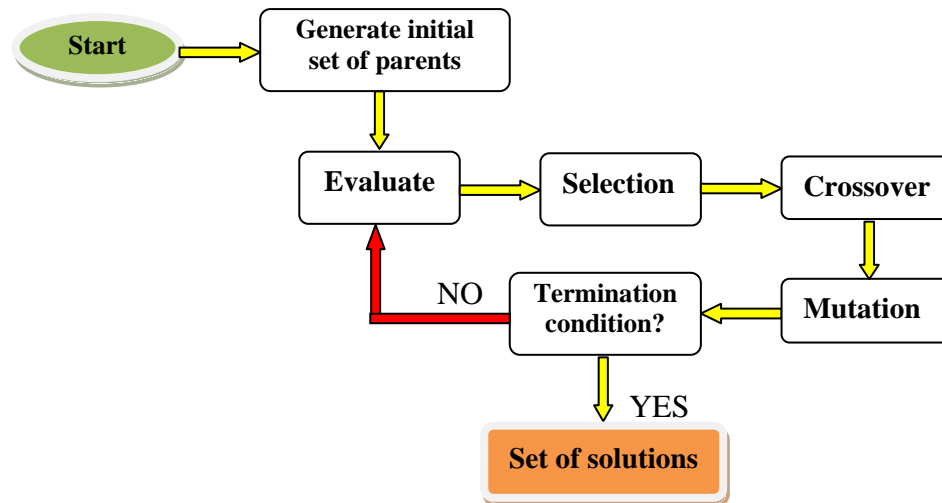 Start
Generate initial
set of parents
Evaluate
Selection
Crossover
NO
Termination
condition?
Mutation
YES
Set of solutions